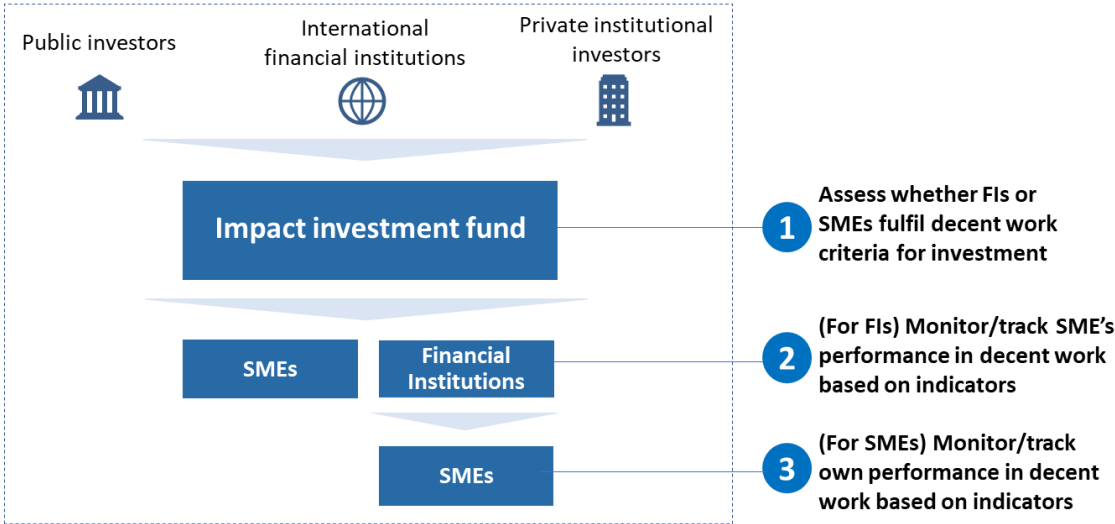 Public investors
International
financial institutions
Private institutional
investors
Impact investment fund
1
Assess whether FIs or
SMEs fulfil decent work
criteria for investment
SMEs
Financial
Institutions
2
(For FIs) Monitor/track SME’s
performance in decent work
based on indicators
SMEs
3
(For SMEs) Monitor/track
own performance in decent
work based on indicators